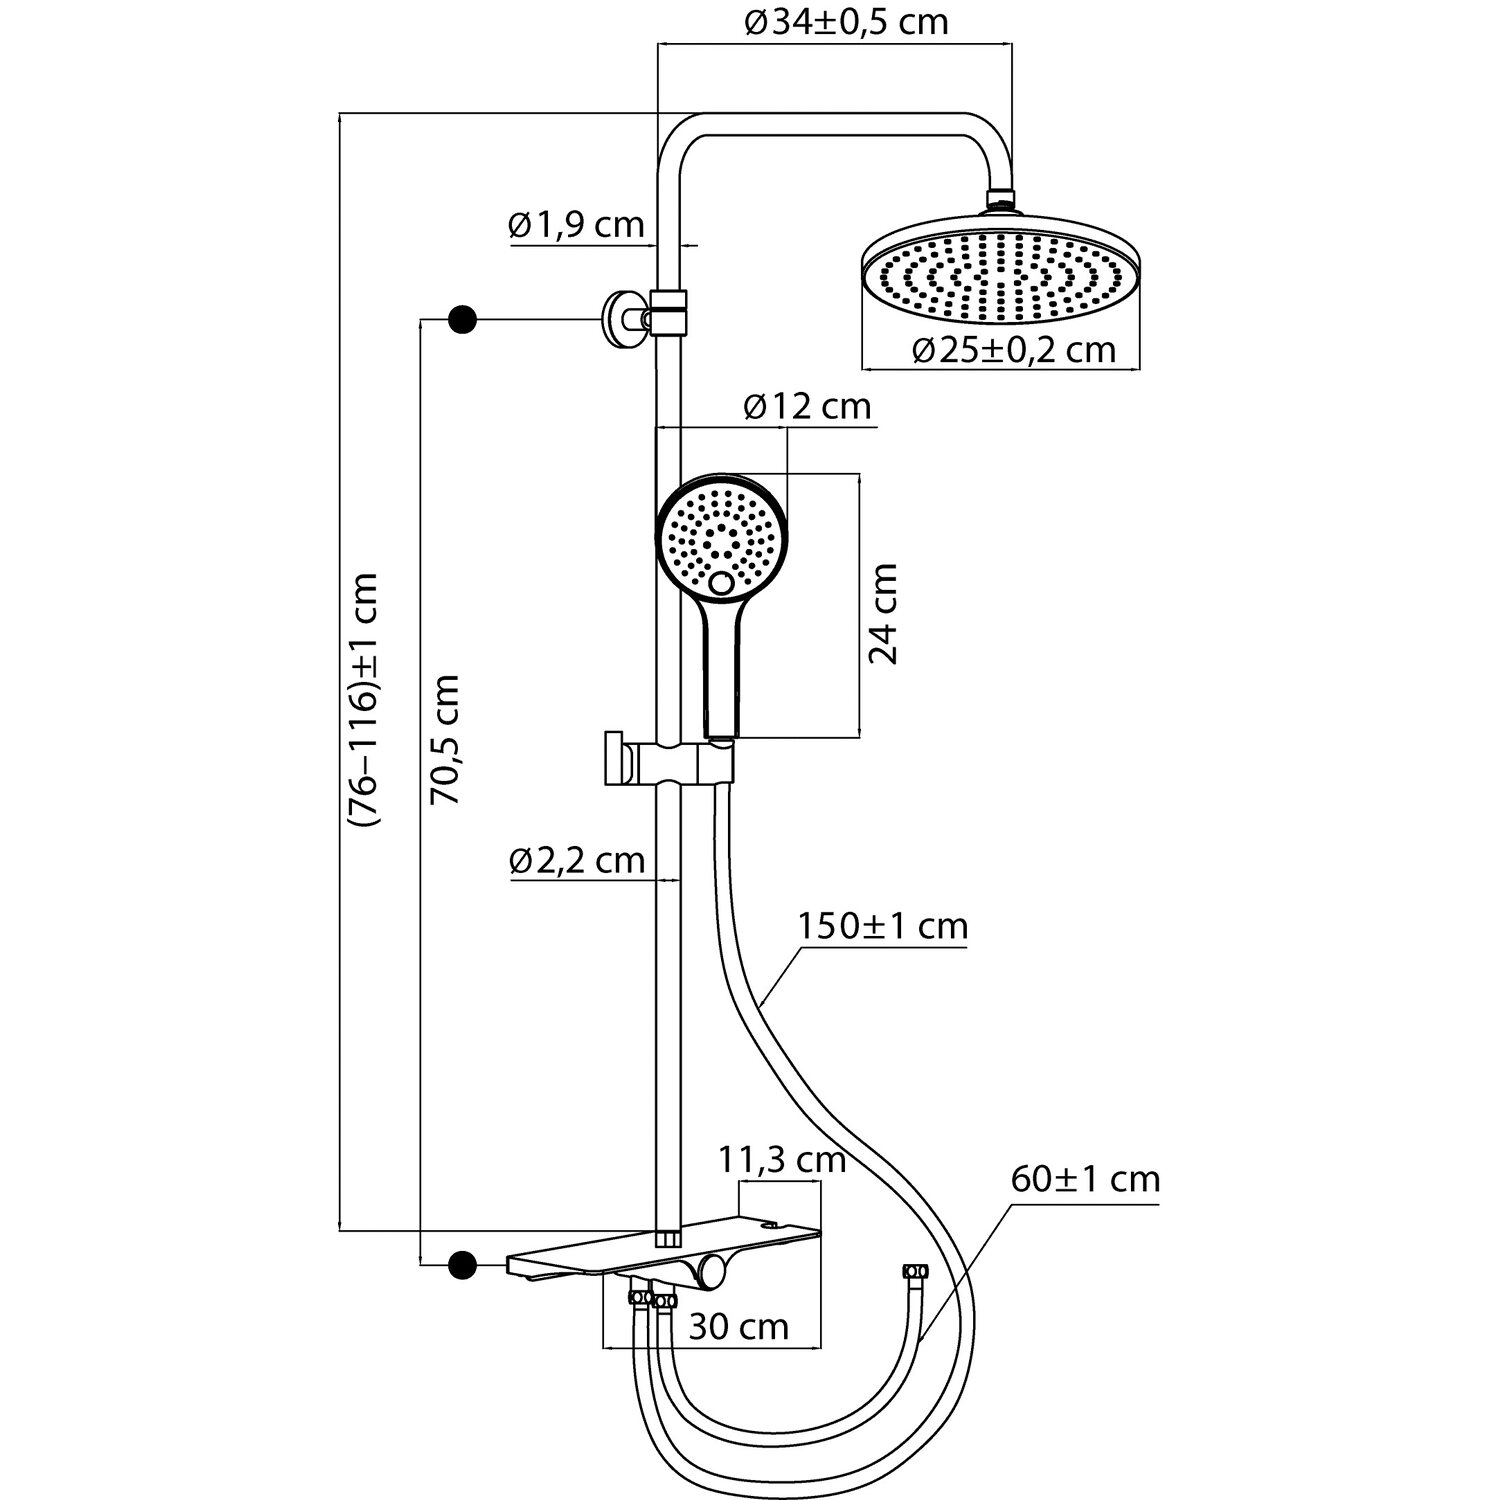 Ø34±0,5 cm
Ø1,9 cm
Ø25±0,2 cm
Ø12 cm
24 cm
(76–116)±1 cm
70,5 cm
Ø2,2 cm
150±1 cm
11,3 cm
60±1 cm
30 cm